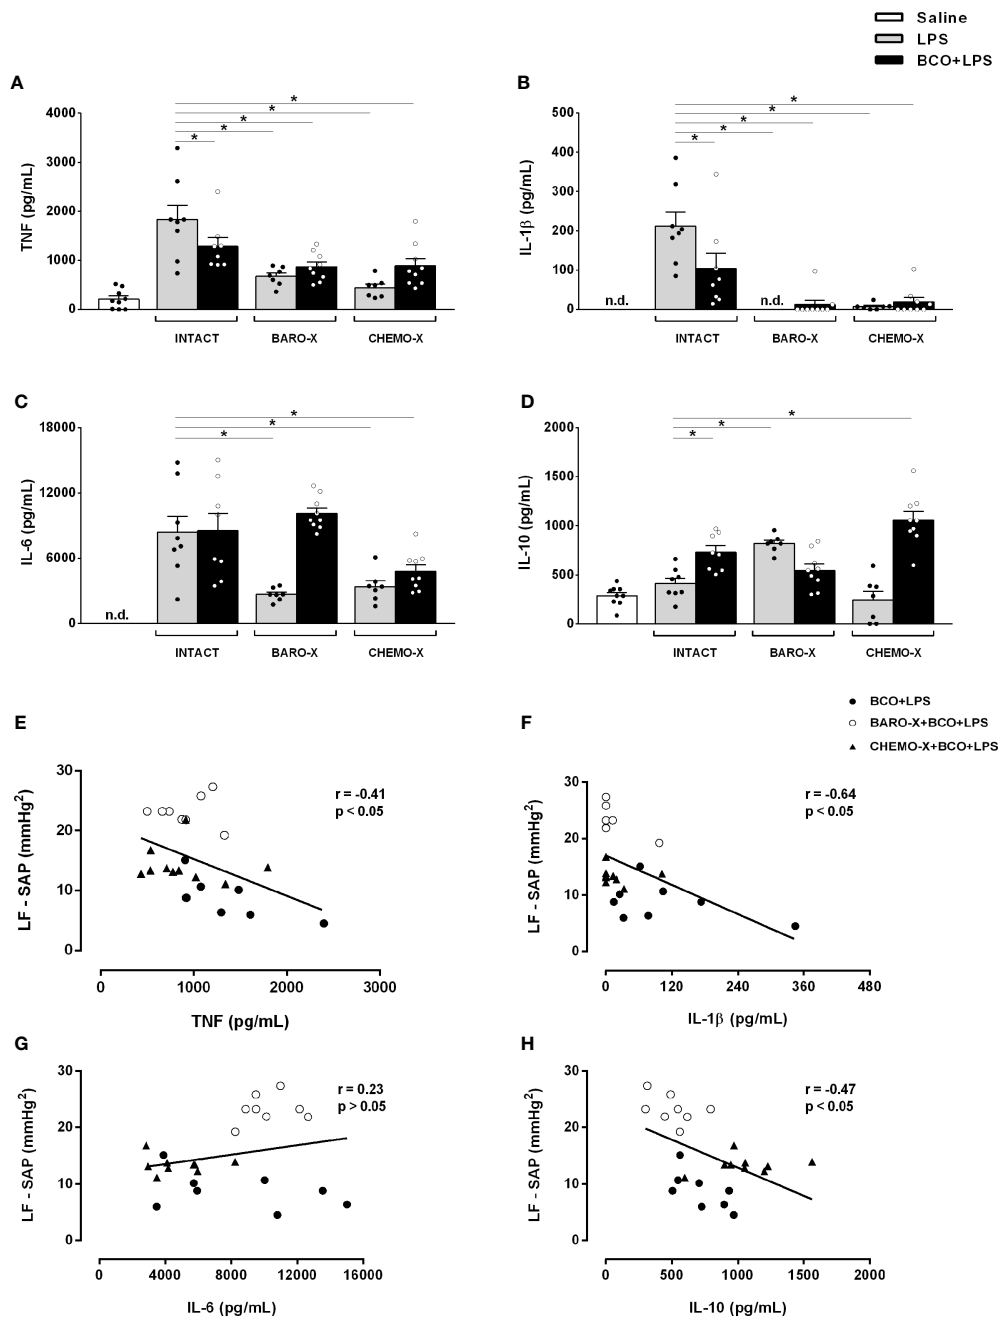 Saline
LPS
BCO+LPS
A
TNF (pg/mL)
4000
3000
2000
1000
0
*
*
*
*
*
INTACT
BARO-X
CHEMO-X
B
IL-1β (pg/mL)
500
400
300
200
100
0
*
*
*
*
*
n.d.
n.d.
INTACT
BARO-X
CHEMO-X
C
IL-6 (pg/mL)
18000
12000
6000
0
*
*
*
n.d.
INTACT
BARO-X
CHEMO-X
D
IL-10 (pg/mL)
2000
1500
1000
500
0
*
*
*
INTACT
BARO-X
CHEMO-X
BCO+LPS
BARO-X+BCO+LPS
CHEMO-X+BCO+LPS
E
LF - SAP (mmHg²)
30
20
10
0
r = -0.41
p < 0.05
0 1000 2000 3000
TNF (pg/mL)
F
LF - SAP (mmHg²)
30
20
10
0
r = -0.64
p < 0.05
0 120 240 360 480
IL-1β (pg/mL)
G
LF - SAP (mmHg²)
30
20
10
0
r = 0.23
p > 0.05
0 4000 8000 12000 16000
IL-6 (pg/mL)
H
LF - SAP (mmHg²)
30
20
10
0
r = -0.47
p < 0.05
0 500 1000 1500 2000
IL-10 (pg/mL)